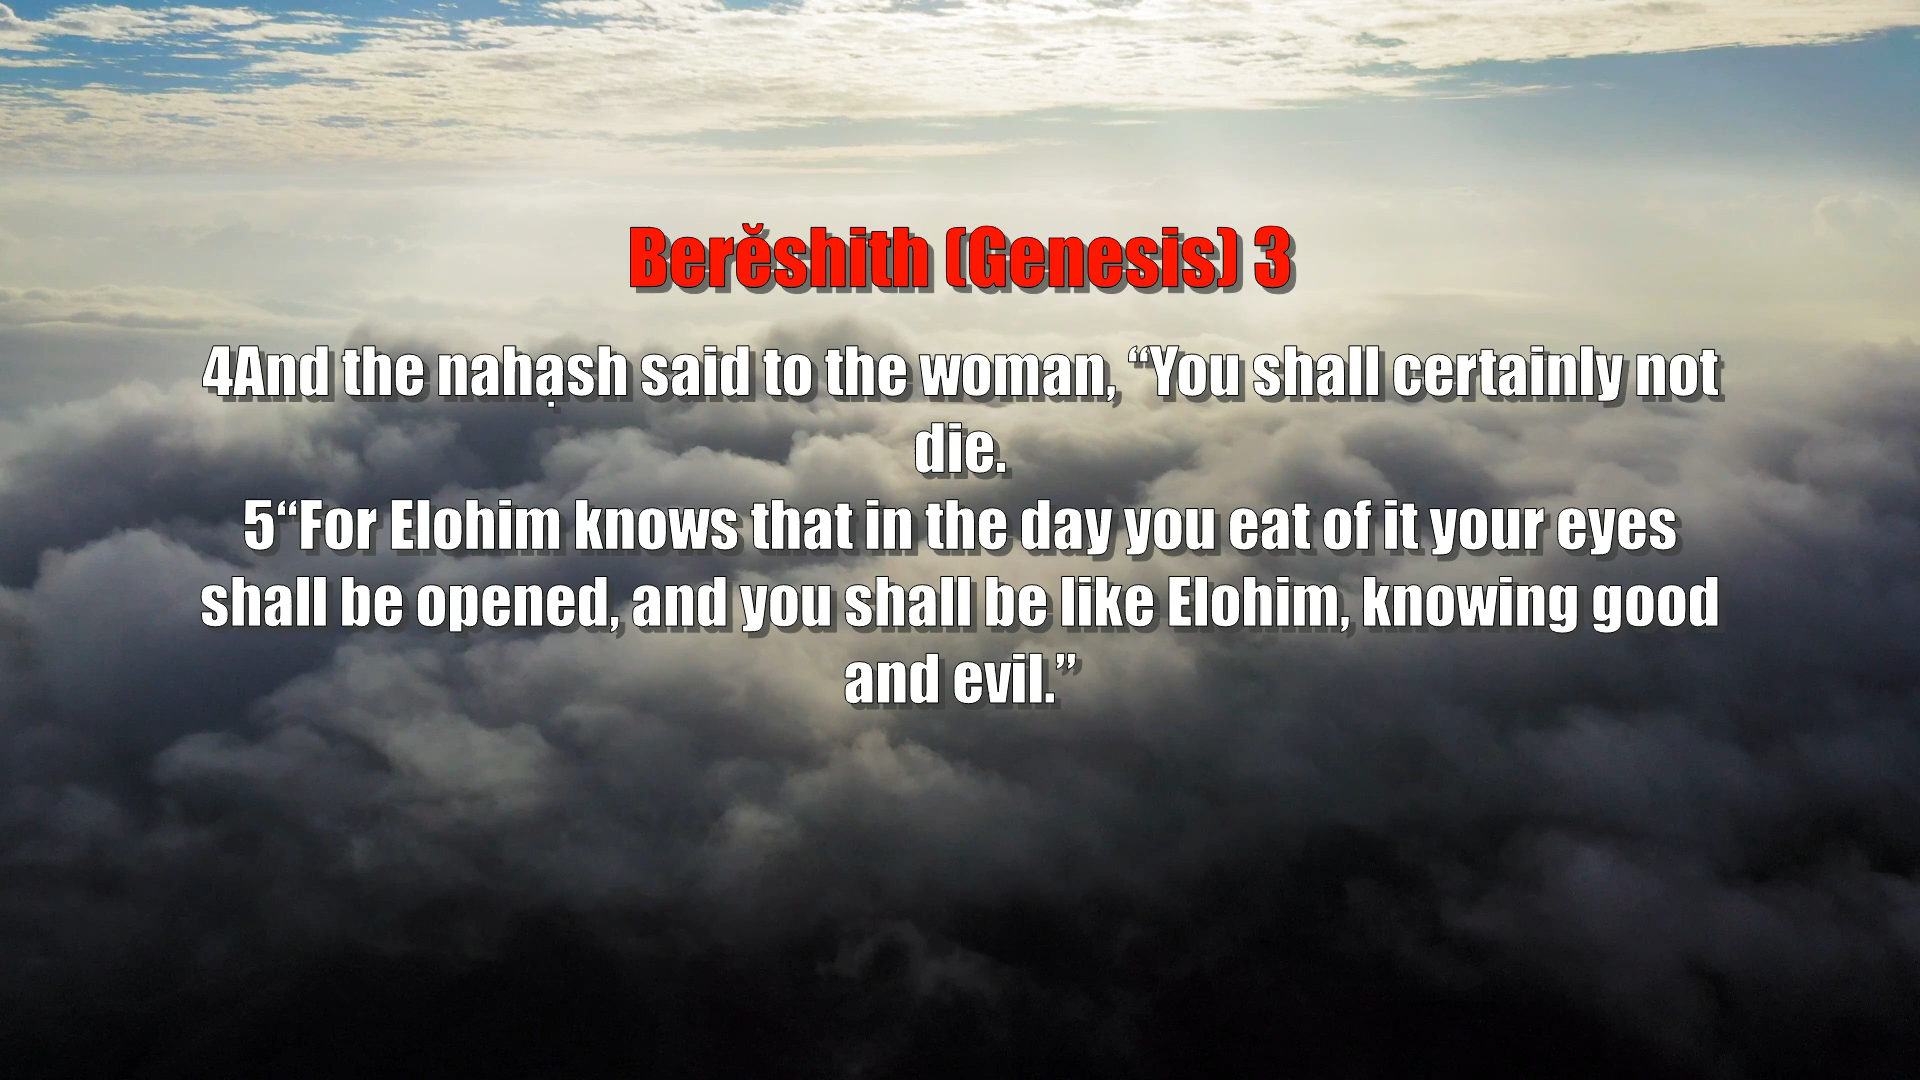 Berĕshith (Genesis) 3
4And the nahạsh said to the woman, “You shall certainly not
die.
5“For Elohim knows that in the day you eat of it your eyes
shall be opened, and you shall be like Elohim, knowing good
and evil.”